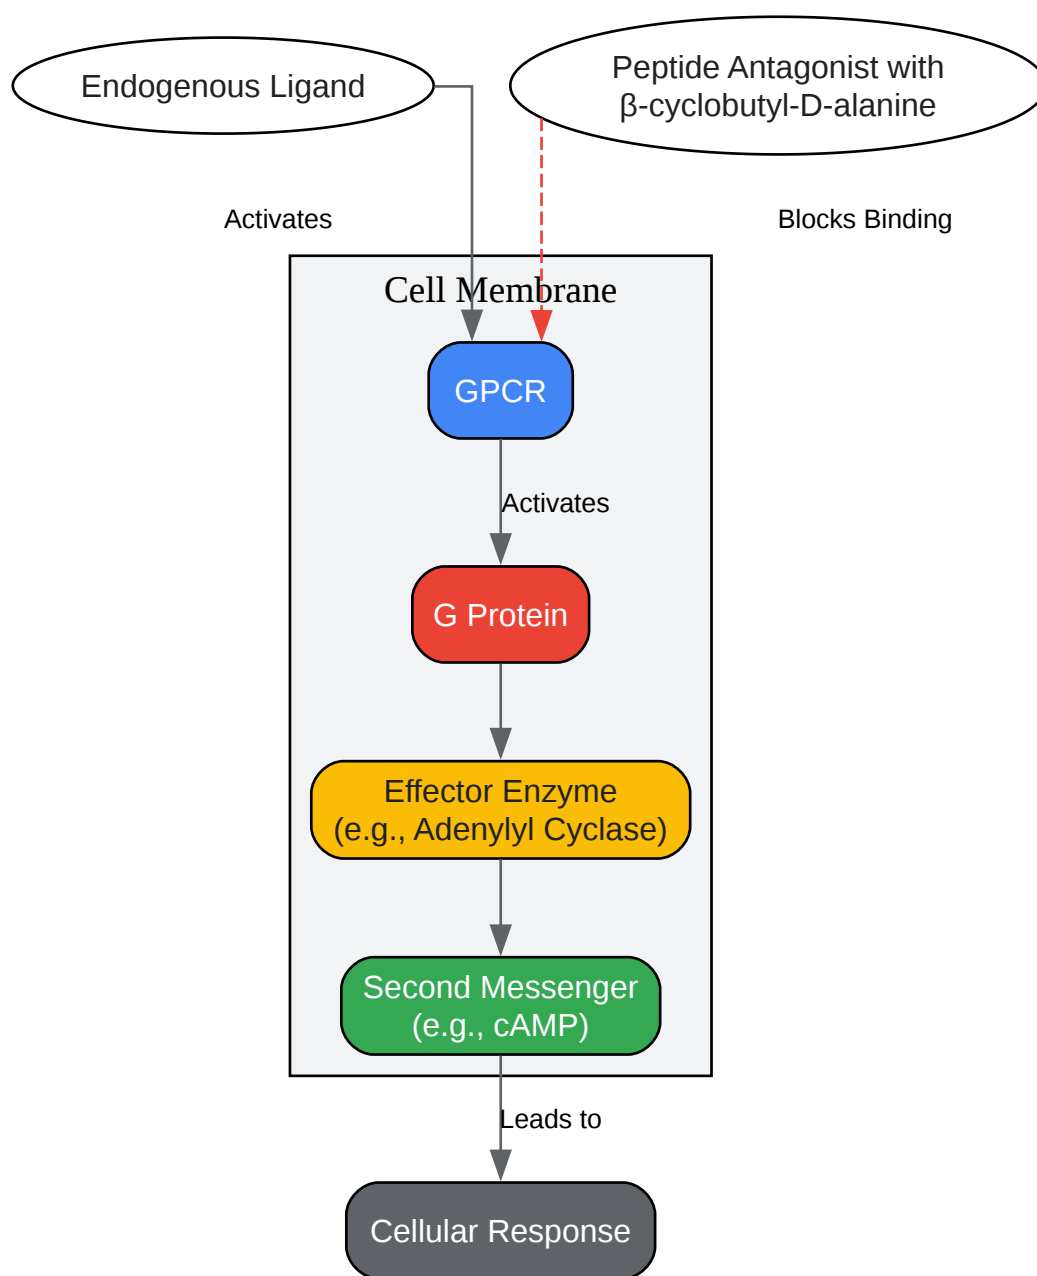 Endogenous Ligand
Peptide Antagonist with
β-cyclobutyl-D-alanine
Activates
Blocks Binding
Cell Membrane
GPCR
Activates
G Protein
Effector Enzyme
(e.g., Adenylyl Cyclase)
Second Messenger
(e.g., cAMP)
Leads to
Cellular Response